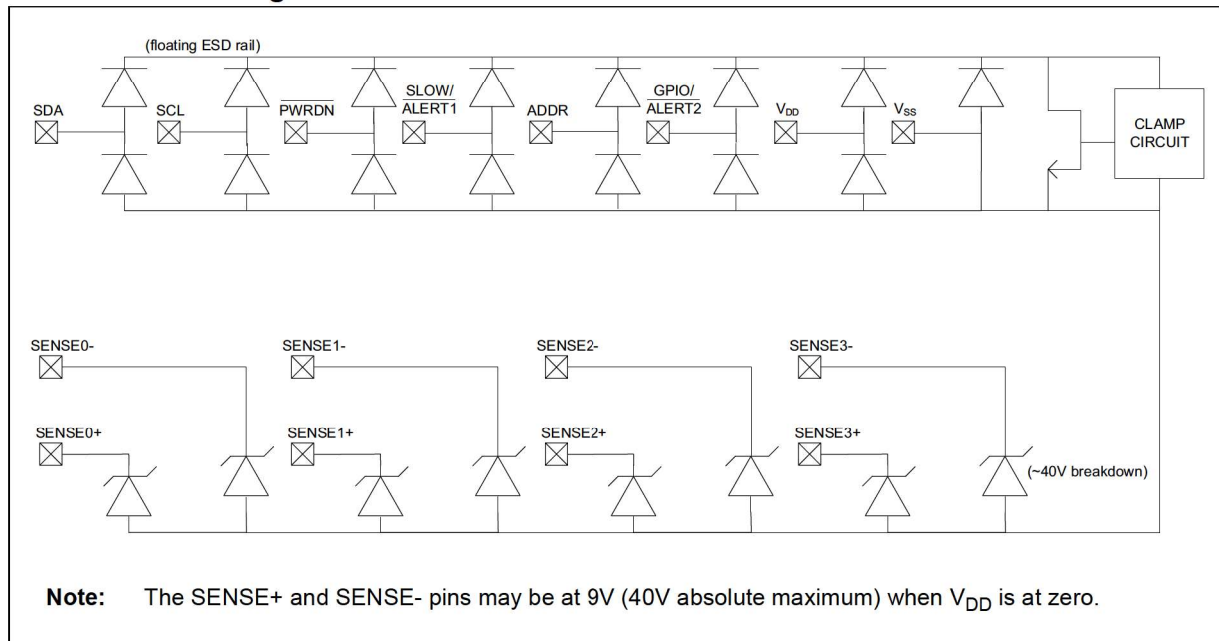 (floating ESD rail)
SDA
SCL
PWRDN
SLOW/
ALERT1
ADDR
GPIO/
ALERT2
VDD
VSS
CLAMP
CIRCUIT
SENSE0-
SENSE1-
SENSE2-
SENSE3-
SENSE0+
SENSE1+
SENSE2+
SENSE3+
(~40V breakdown)
Note: The SENSE+ and SENSE- pins may be at 9V (40V absolute maximum) when VDD is at zero.